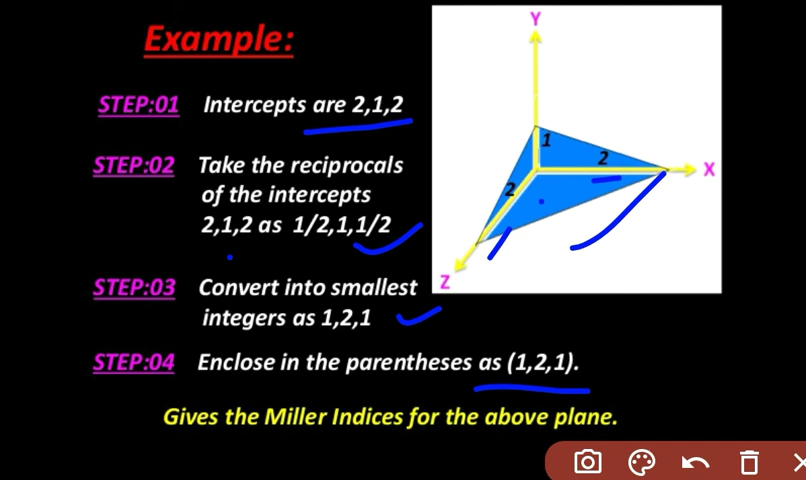 Example:
STEP:01 Intercepts are 2,1,2
STEP:02 Take the reciprocals
of the intercepts
2,1,2 as 1/2,1,1/2
STEP:03 Convert into smallest
integers as 1,2,1
STEP:04 Enclose in the parentheses as (1,2,1).
Gives the Miller Indices for the above plane.
Y
1
2
X
2
Z